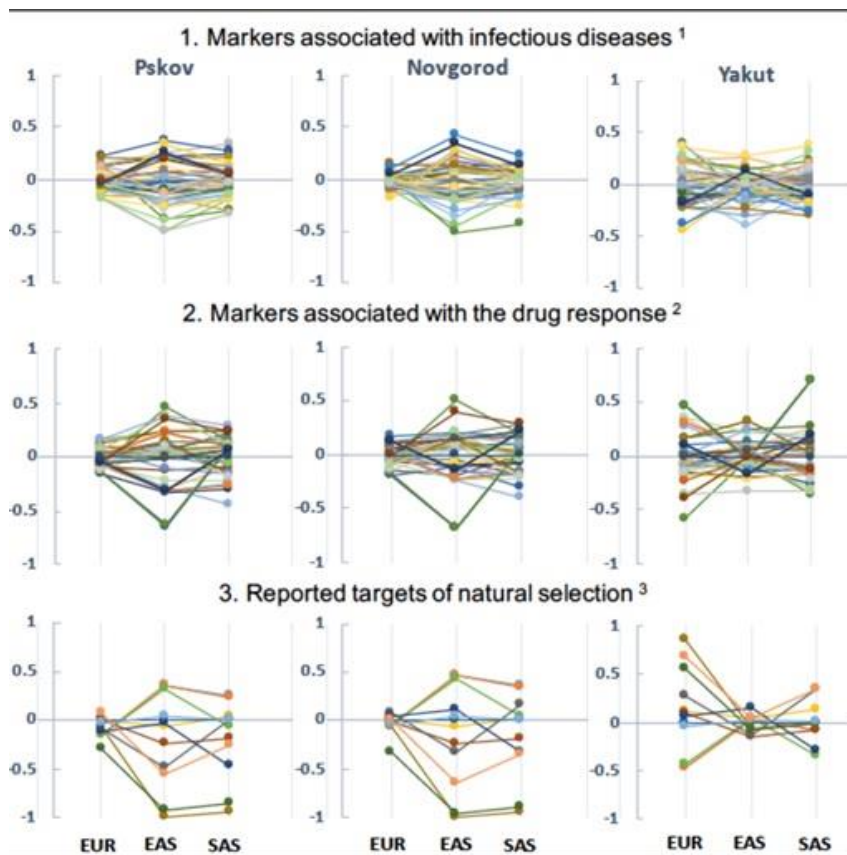 1. Markers associated with infectious diseases 1
Pskov Novgorod Yakut
1 1 1
0.5 0.5 0.5
0 0 0
-0.5 -0.5 -0.5
-1 -1 -1
2. Markers associated with the drug response 2
1 1 1
0.5 0.5 0.5
0 0 0
-0.5 -0.5 -0.5
-1 -1 -1
3. Reported targets of natural selection 3
1 1 1
0.5 0.5 0.5
0 0 0
-0.5 -0.5 -0.5
-1 -1 -1
EUR EAS SAS EUR EAS SAS EUR EAS SAS